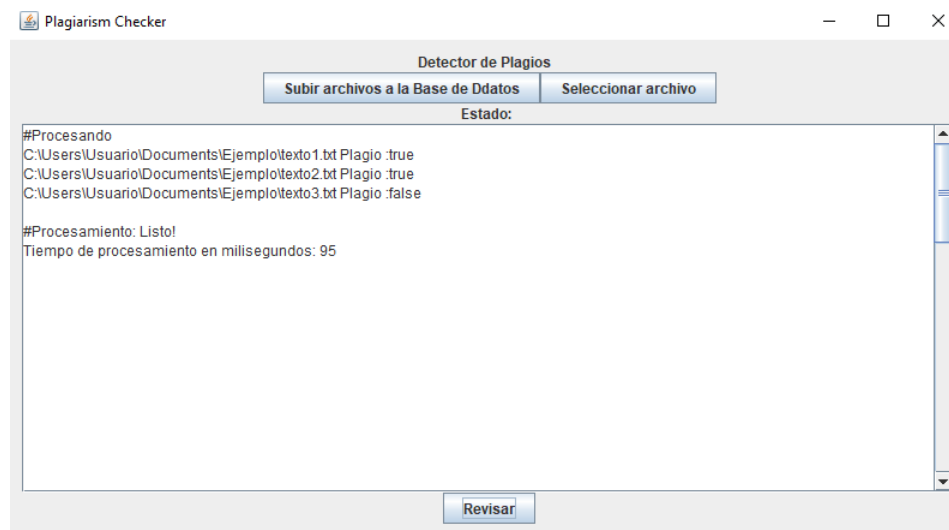 Plagiarism Checker
Detector de Plagios
Subir archivos a la Base de Ddatos
Seleccionar archivo
Estado:
#Procesando
C:\Users\Usuario\Documents\Ejemplo\texto1.txt Plagio :true
C:\Users\Usuario\Documents\Ejemplo\texto2.txt Plagio :true
C:\Users\Usuario\Documents\Ejemplo\texto3.txt Plagio :false
#Procesamiento: Listo!
Tiempo de procesamiento en milisegundos: 95
Revisar